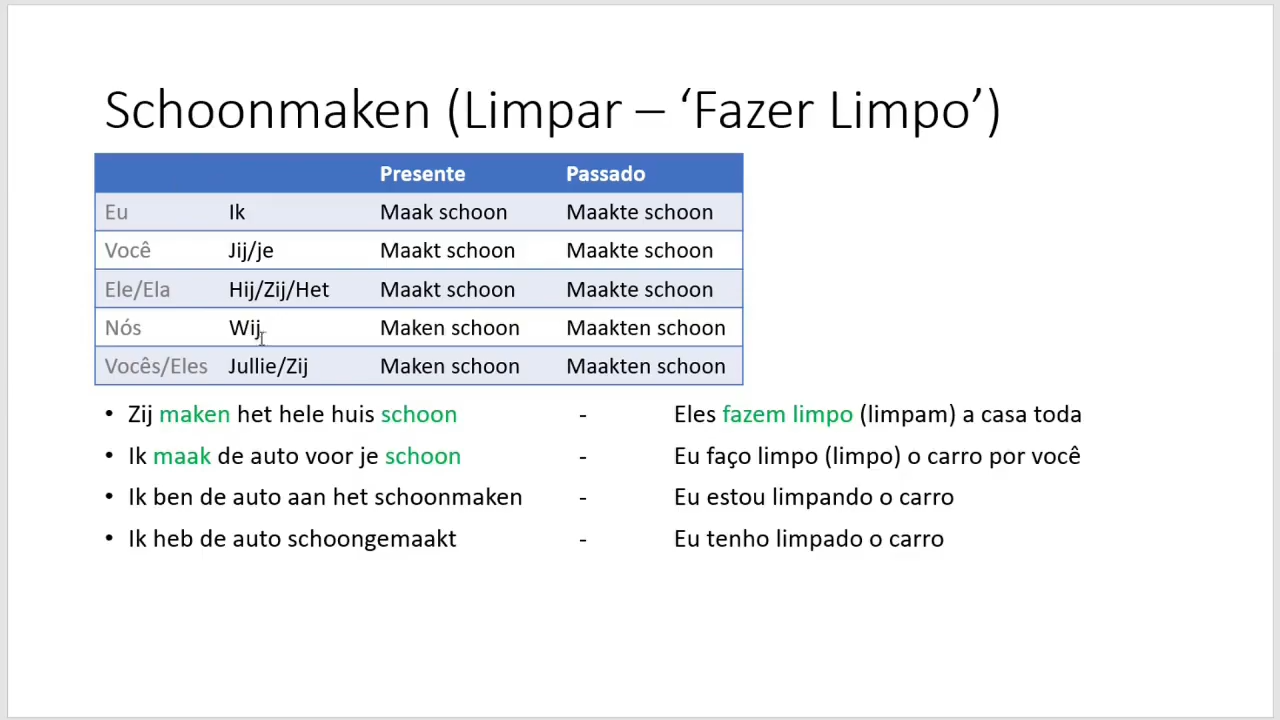 Schoonmaken (Limpar – ‘Fazer Limpo’)
Presente Passado
Eu Ik Maak schoon Maakte schoon
Você Jij/je Maakt schoon Maakte schoon
Ele/Ela Hij/Zij/Het Maakt schoon Maakte schoon
Nós Wij Maken schoon Maakten schoon
Vocês/Eles Jullie/Zij Maken schoon Maakten schoon
• Zij maken het hele huis schoon - Eles fazem limpo (limpam) a casa toda
• Ik maak de auto voor je schoon - Eu faço limpo (limpo) o carro por você
• Ik ben de auto aan het schoonmaken - Eu estou limpando o carro
• Ik heb de auto schoongemaakt - Eu tenho limpado o carro